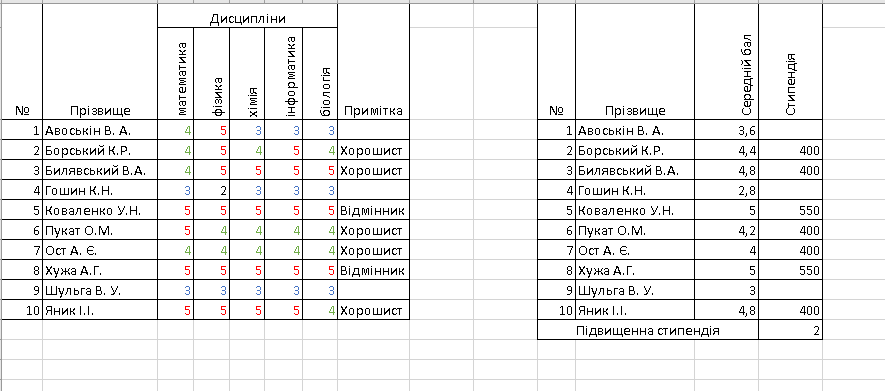 Дисципліни
№ Прізвище математика фізика хімія інформатика біологія Примітка
1 Авоськін В. А. 4 5 3 3 3
2 Борський К.Р. 4 5 4 5 4 Хорошист
3 Билявський В.А. 4 5 5 5 5 Хорошист
4 Гошин К.Н. 3 2 3 3 3
5 Коваленко У.Н. 5 5 5 5 5 Відмінник
6 Пукат О.М. 5 4 4 4 4 Хорошист
7 Ост А. Є. 4 4 4 4 4 Хорошист
8 Хужа А.Г. 5 5 5 5 5 Відмінник
9 Шульга В. У. 3 3 3 3 3
10 Яник І.І. 5 5 5 5 4 Хорошист
№ Прізвище Середній бал Стипендія
1 Авоськін В. А. 3,6
2 Борський К.Р. 4,4 400
3 Билявський В.А. 4,8 400
4 Гошин К.Н. 2,8
5 Коваленко У.Н. 5 550
6 Пукат О.М. 4,2 400
7 Ост А. Є. 4 400
8 Хужа А.Г. 5 550
9 Шульга В. У. 3
10 Яник І.І. 4,8 400
Підвищенна стипендія 2